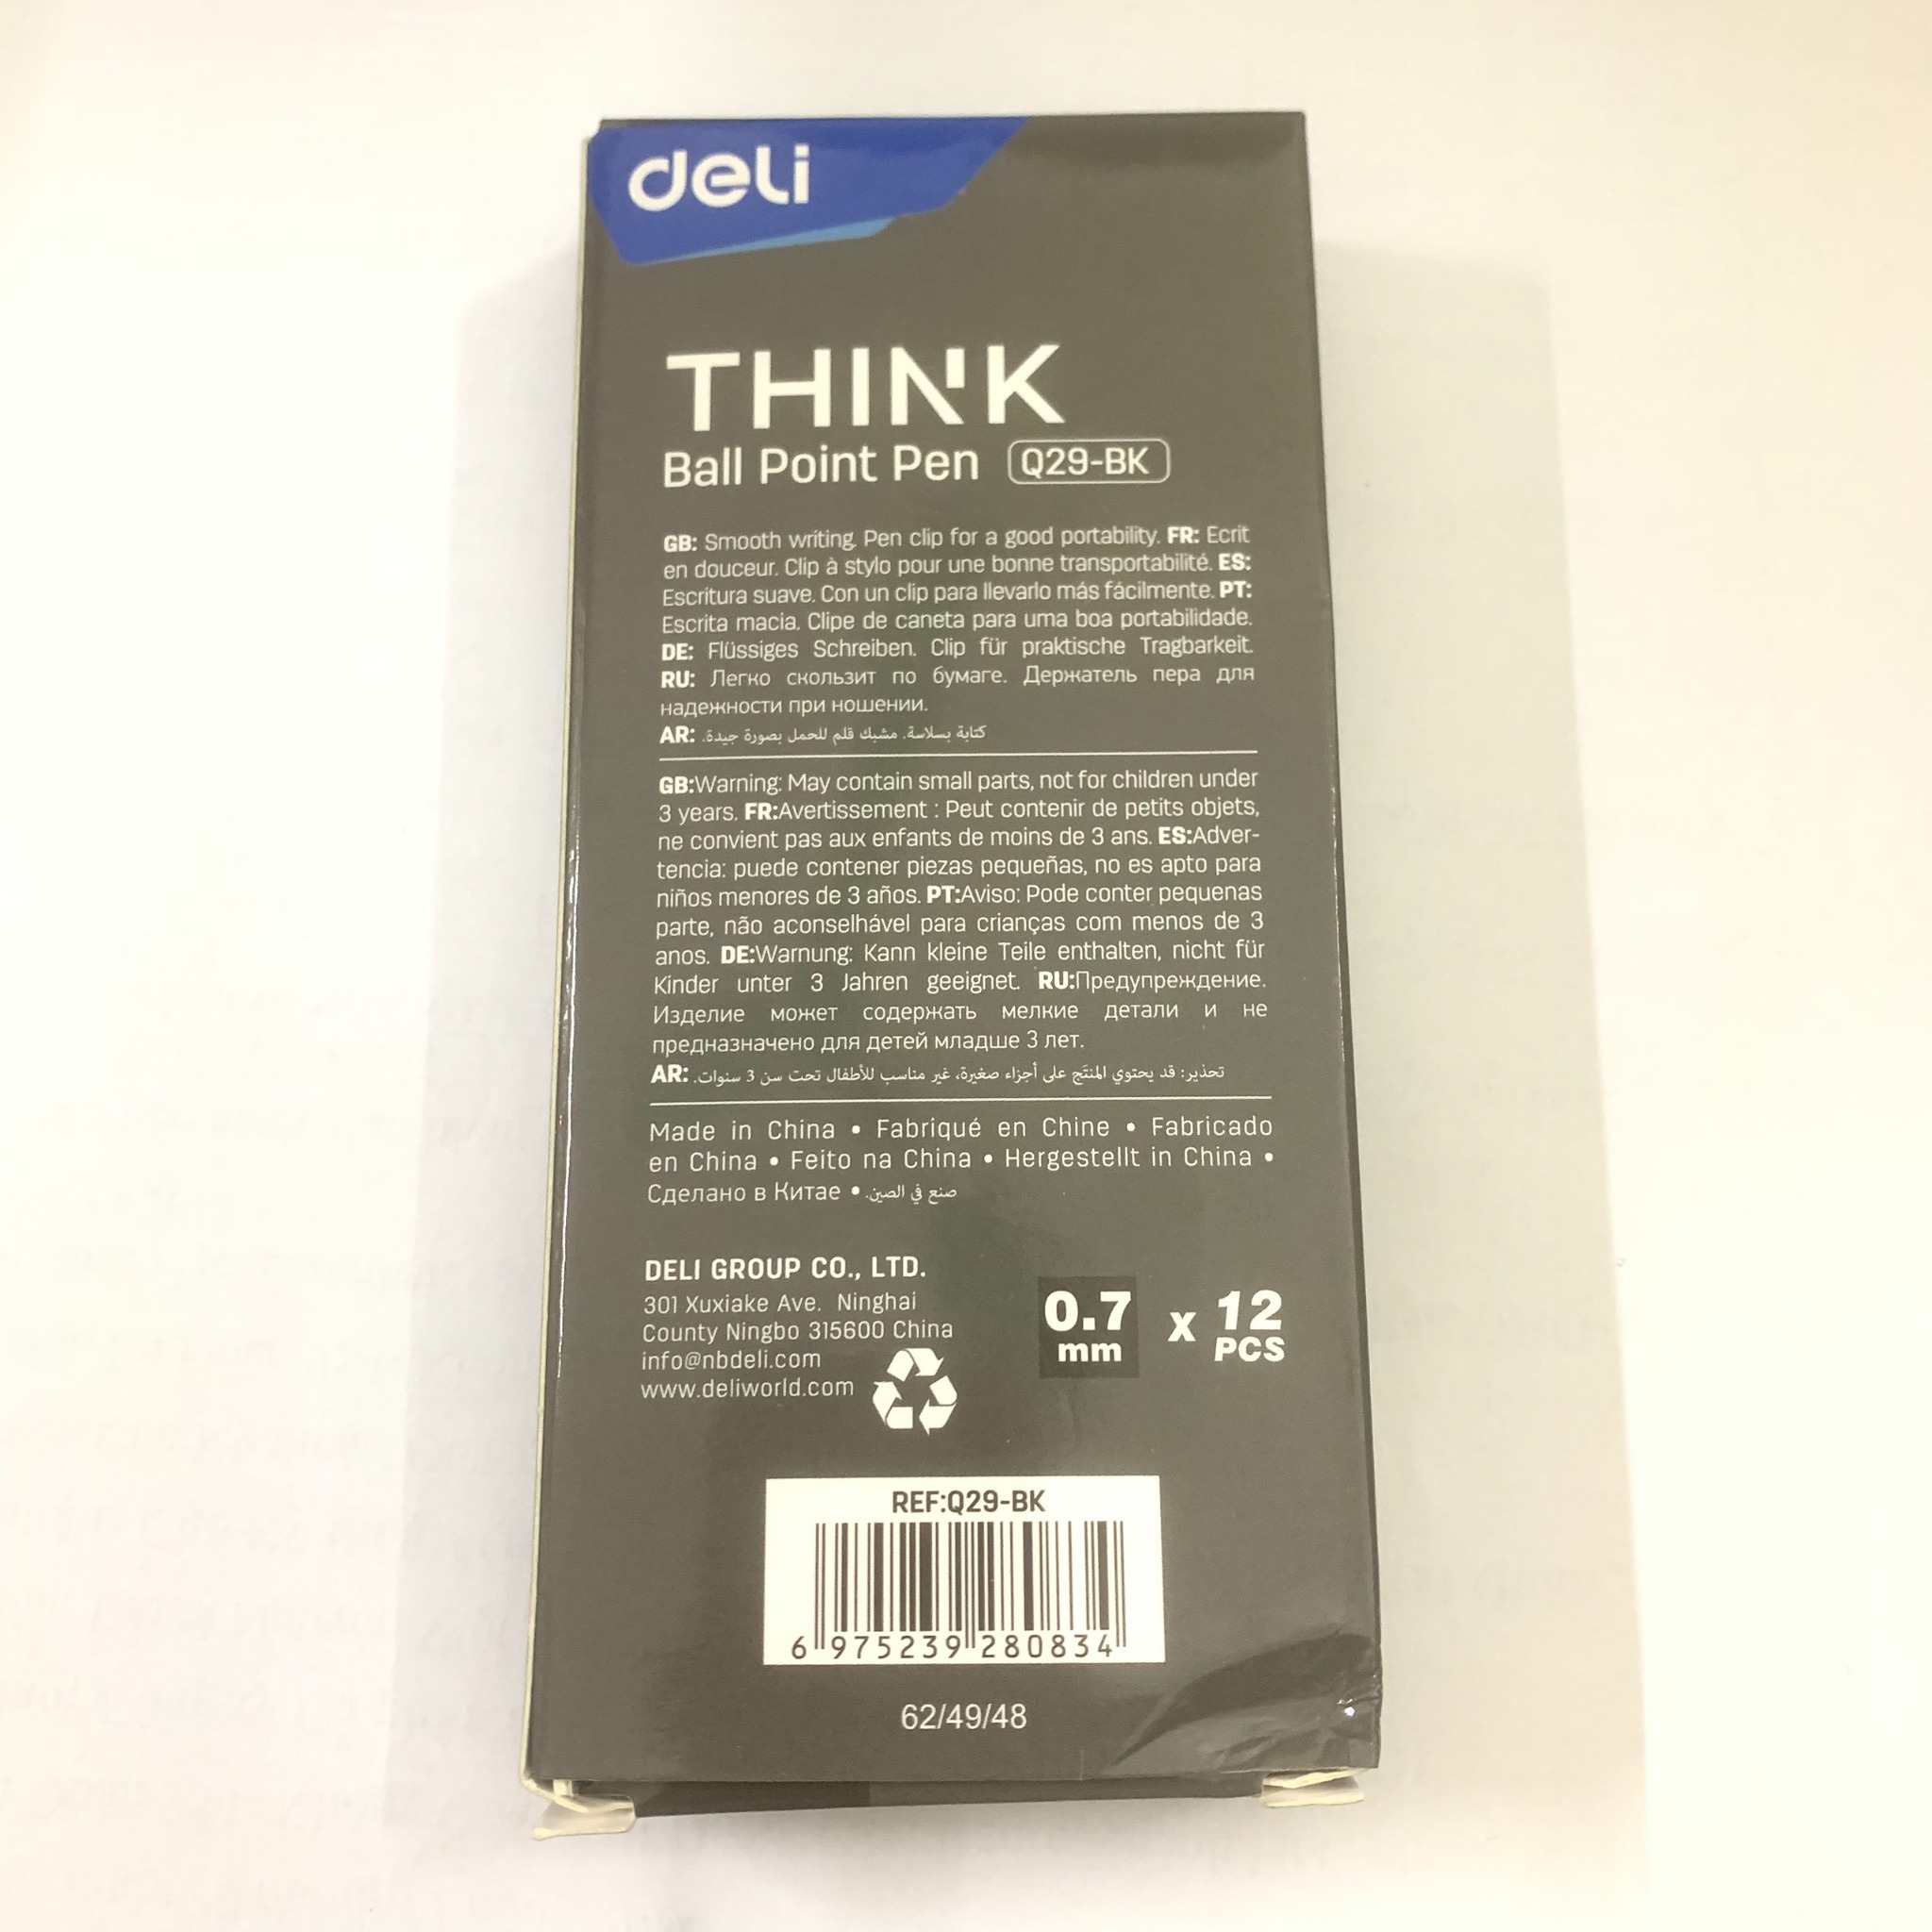 deli
THINK
Ball Point Pen Q29-BK
GB: Smooth writing. Pen clip for a good portability. FR: Ecrit
en douceur. Clip à stylo pour une bonne transportabilité. ES:
Escritura suave. Con un clip para llevarlo más fácilmente. PT:
Escrita macia. Clipe de caneta para uma boa portabilidade.
DE: Flüssiges Schreiben. Clip für praktische Tragbarkeit.
RU: Легко скользит по бумаге. Держатель пера для
надежности при ношении.
AR: كتابة بسلاسة. مشبك قلم للحمل بصورة جيدة.
GB:Warning: May contain small parts, not for children under
3 years. FR:Avertissement : Peut contenir de petits objets,
ne convient pas aux enfants de moins de 3 ans. ES:Adver-
tencia: puede contener piezas pequeñas, no es apto para
niños menores de 3 años. PT:Aviso: Pode conter pequenas
parte, não aconselhável para crianças com menos de 3
anos. DE:Warnung: Kann kleine Teile enthalten, nicht für
Kinder unter 3 Jahren geeignet. RU:Предупреждение.
Изделие может содержать мелкие детали и не
предназначено для детей младше 3 лет.
AR: تحذير: قد يحتوي المنتَج على أجزاء صغيرة، غير مناسب للأطفال تحت سن 3 سنوات.
Made in China • Fabriqué en Chine • Fabricado
en China • Feito na China • Hergestellt in China •
Сделано в Китае • صنع في الصين.
DELI GROUP CO., LTD.
301 Xuxiake Ave. Ninghai
County Ningbo 315600 China
info@nbdeli.com
www.deliworld.com
0.7 mm x 12 PCS
REF:Q29-BK
6 975239 280834
62/49/48